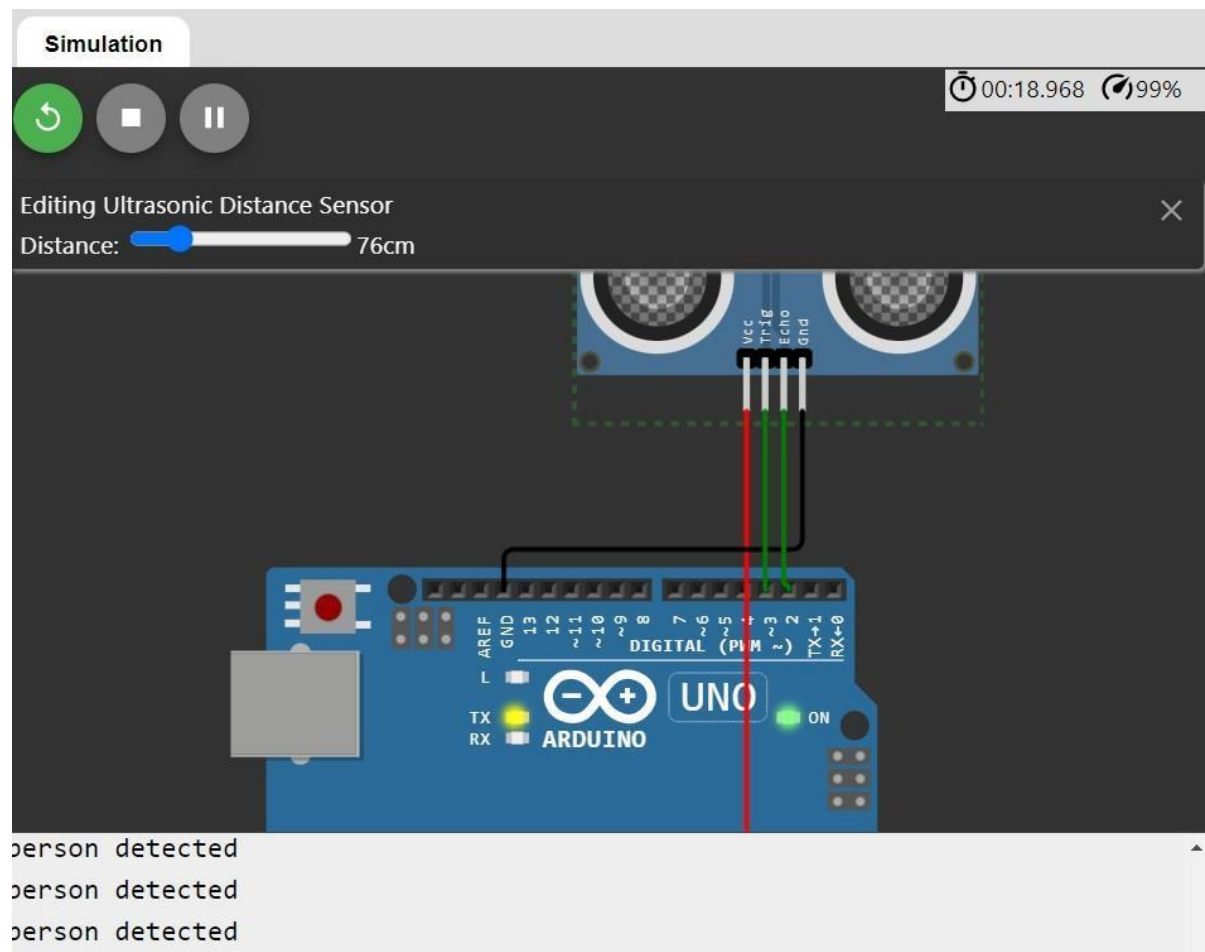 Simulation
00:18.968 99%
Editing Ultrasonic Distance Sensor
Distance: 76cm
Vcc
Trig
Echo
Gnd
AREF
GND
13
12
~11
~10
~9
8
7
~6
~5
4
~3
2
TX→1
RX←0
DIGITAL (PWM ~)
L
TX
RX
UNO
ON
ARDUINO
person detected
person detected
person detected